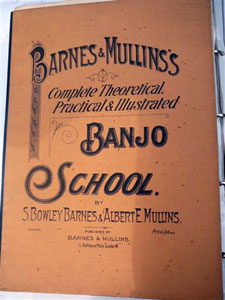 BARNES & MULLINS'S
Complete Theoretical,
Practical & Illustrated
BANJO
SCHOOL.
BY
S. BOWLEY BARNES & ALBERT E. MULLINS.
PUBLISHED BY
BARNES & MULLINS.